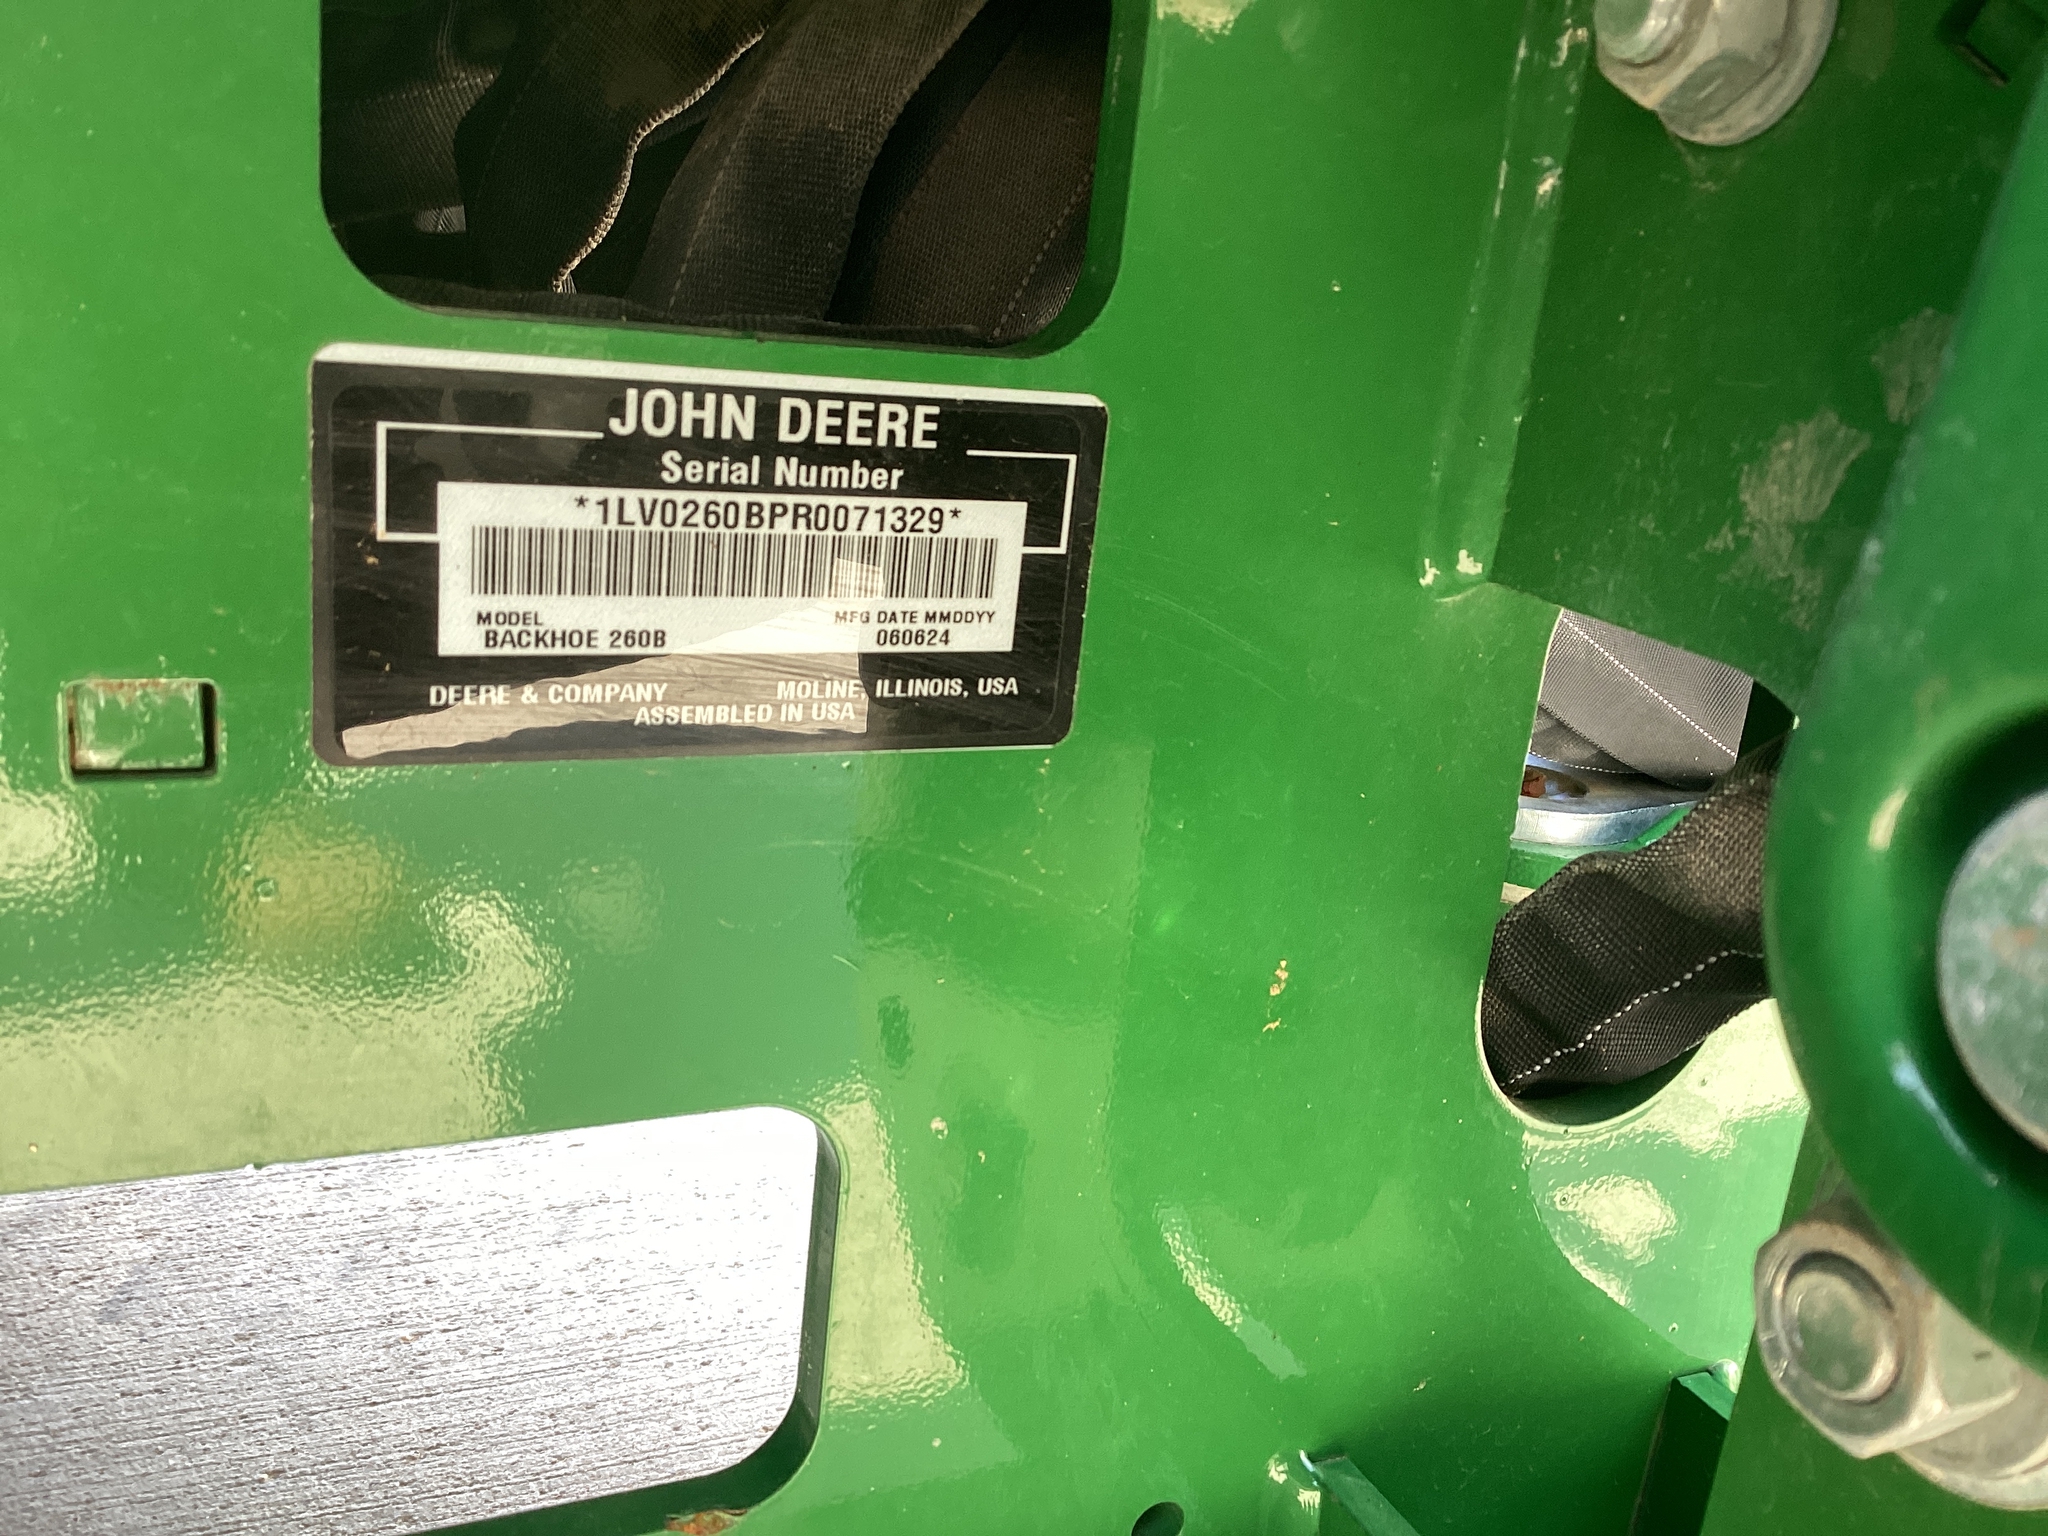 JOHN DEERE
Serial Number
*1LV0260BPR0071329*
MODEL MFG DATE MMDDYY
BACKHOE 260B 060624
DEERE & COMPANY MOLINE, ILLINOIS, USA
ASSEMBLED IN USA